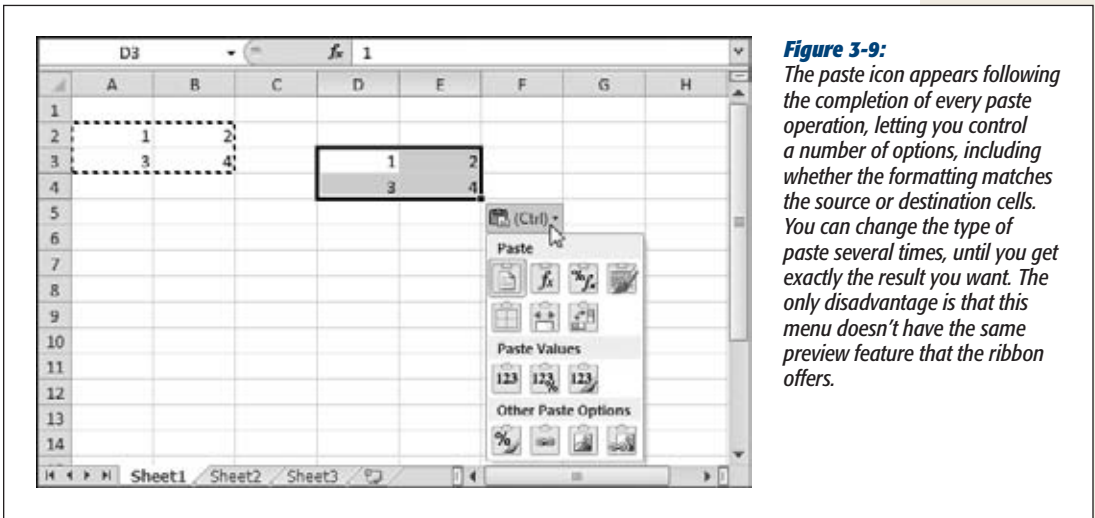 D3 fx 1
A B C D E F G H
1
2 1 2
3 3 4 1 2
4 3 4
5 (Ctrl)
6 Paste
7
8 fx % fx
9
10 Paste Values
11 123 123% 123
12
13 Other Paste Options
14 %
Sheet1 Sheet2 Sheet3
Figure 3-9:
The paste icon appears following
the completion of every paste
operation, letting you control
a number of options, including
whether the formatting matches
the source or destination cells.
You can change the type of
paste several times, until you get
exactly the result you want. The
only disadvantage is that this
menu doesn't have the same
preview feature that the ribbon
offers.